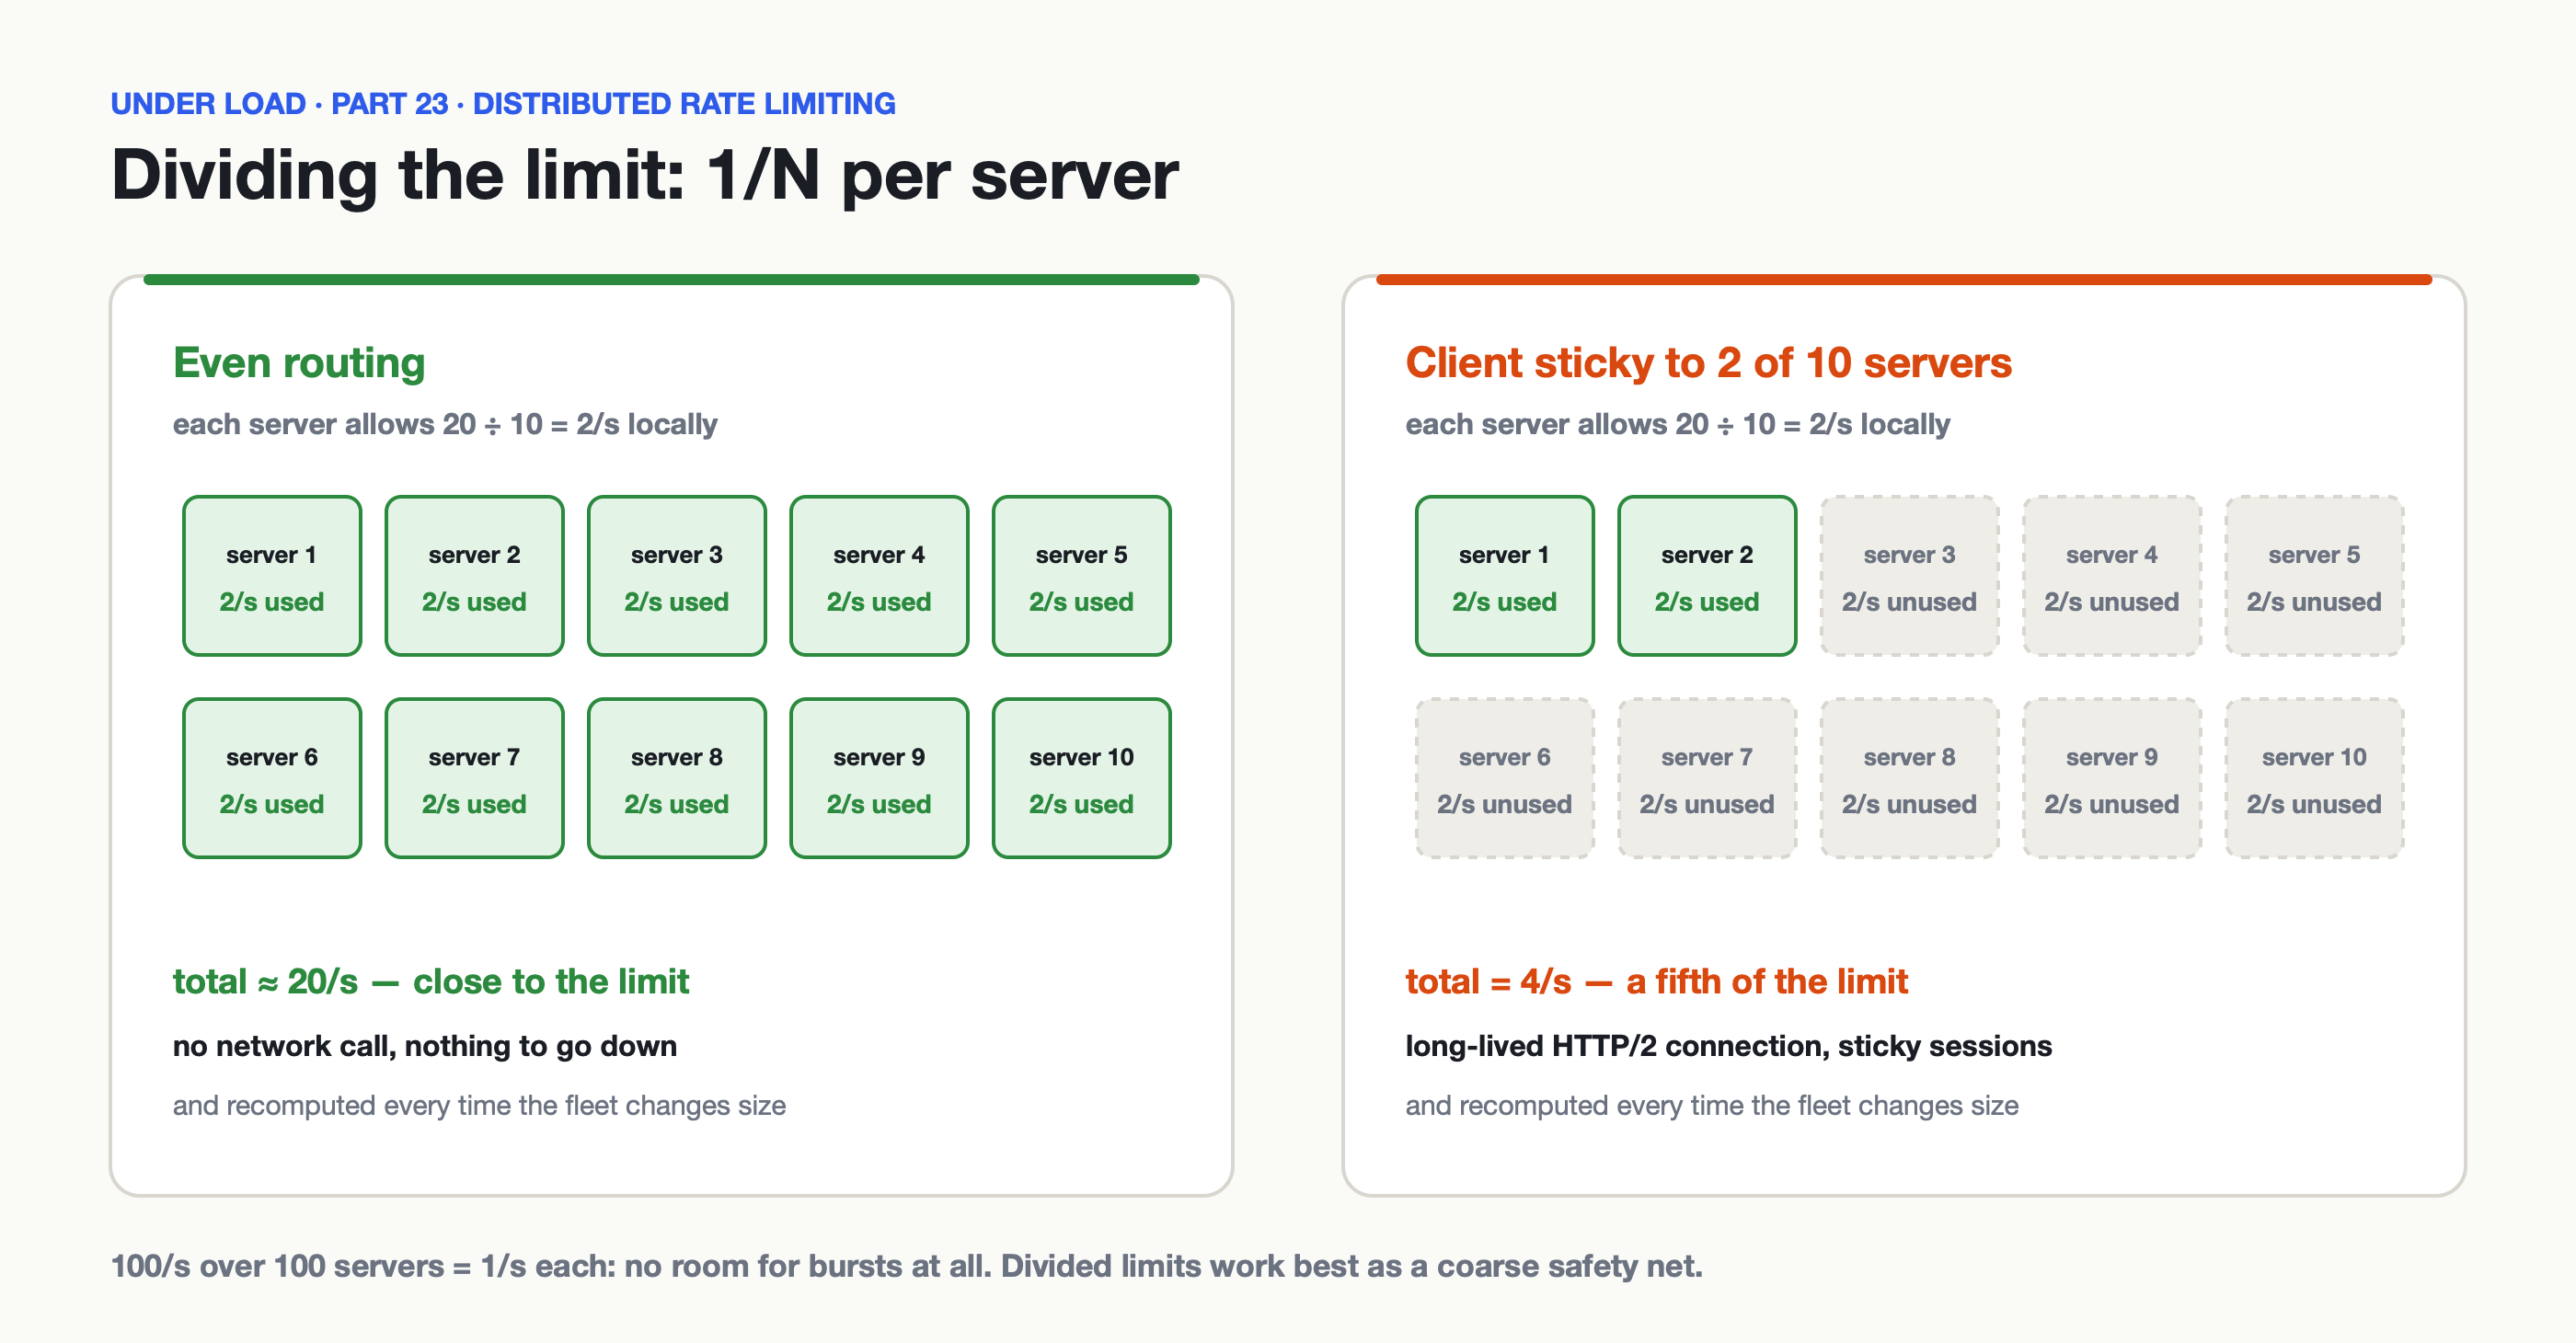 UNDER LOAD · PART 23 · DISTRIBUTED RATE LIMITING
Dividing the limit: 1/N per server
Even routing
each server allows 20 ÷ 10 = 2/s locally
server 1
2/s used
server 2
2/s used
server 3
2/s used
server 4
2/s used
server 5
2/s used
server 6
2/s used
server 7
2/s used
server 8
2/s used
server 9
2/s used
server 10
2/s used
total ≈ 20/s — close to the limit
no network call, nothing to go down
and recomputed every time the fleet changes size
Client sticky to 2 of 10 servers
each server allows 20 ÷ 10 = 2/s locally
server 1
2/s used
server 2
2/s used
server 3
2/s unused
server 4
2/s unused
server 5
2/s unused
server 6
2/s unused
server 7
2/s unused
server 8
2/s unused
server 9
2/s unused
server 10
2/s unused
total = 4/s — a fifth of the limit
long-lived HTTP/2 connection, sticky sessions
and recomputed every time the fleet changes size
100/s over 100 servers = 1/s each: no room for bursts at all. Divided limits work best as a coarse safety net.